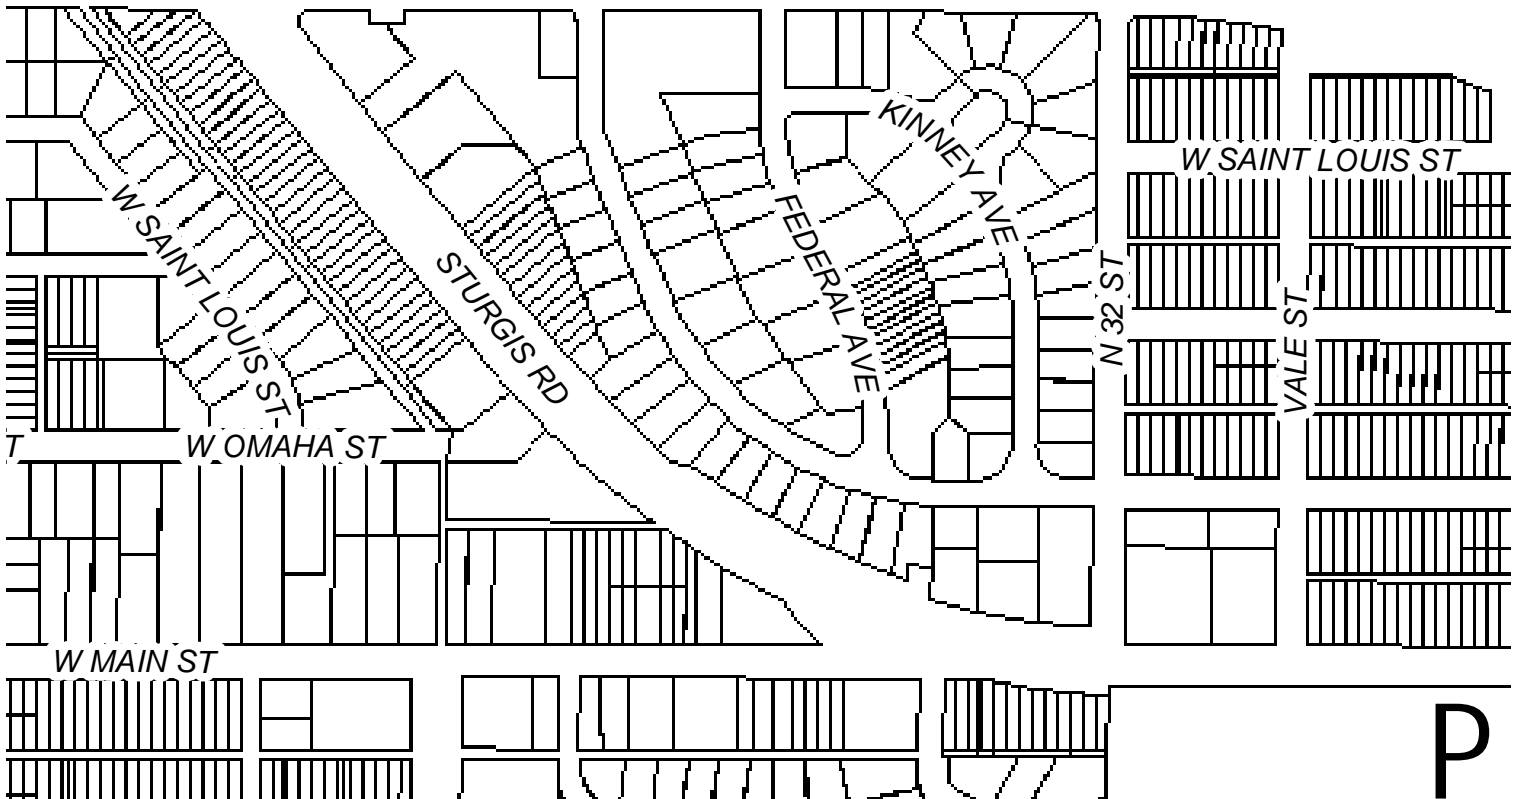 KINNEY AVE
W SAINT LOUIS ST
W SAINT LOUIS ST
FEDERAL AVE
STURGIS RD
N 32 ST
VALE ST
T
W OMAHA ST
W MAIN ST
P